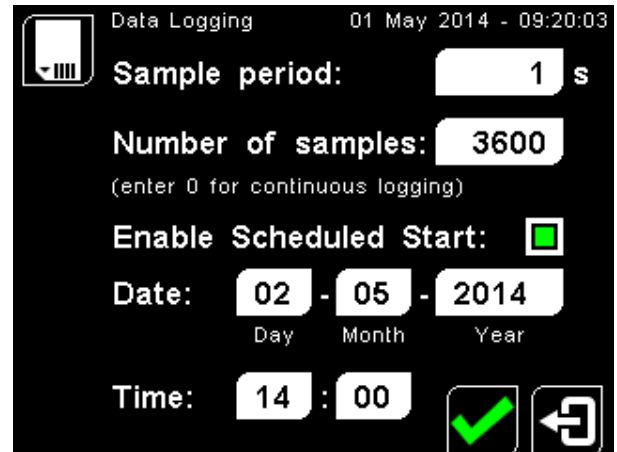 Data Logging 01 May 2014 - 09:20:03
Sample period: 1 s
Number of samples: 3600
(enter 0 for continuous logging)
Enable Scheduled Start:
Date: 02 - 05 - 2014
Day Month Year
Time: 14 : 00